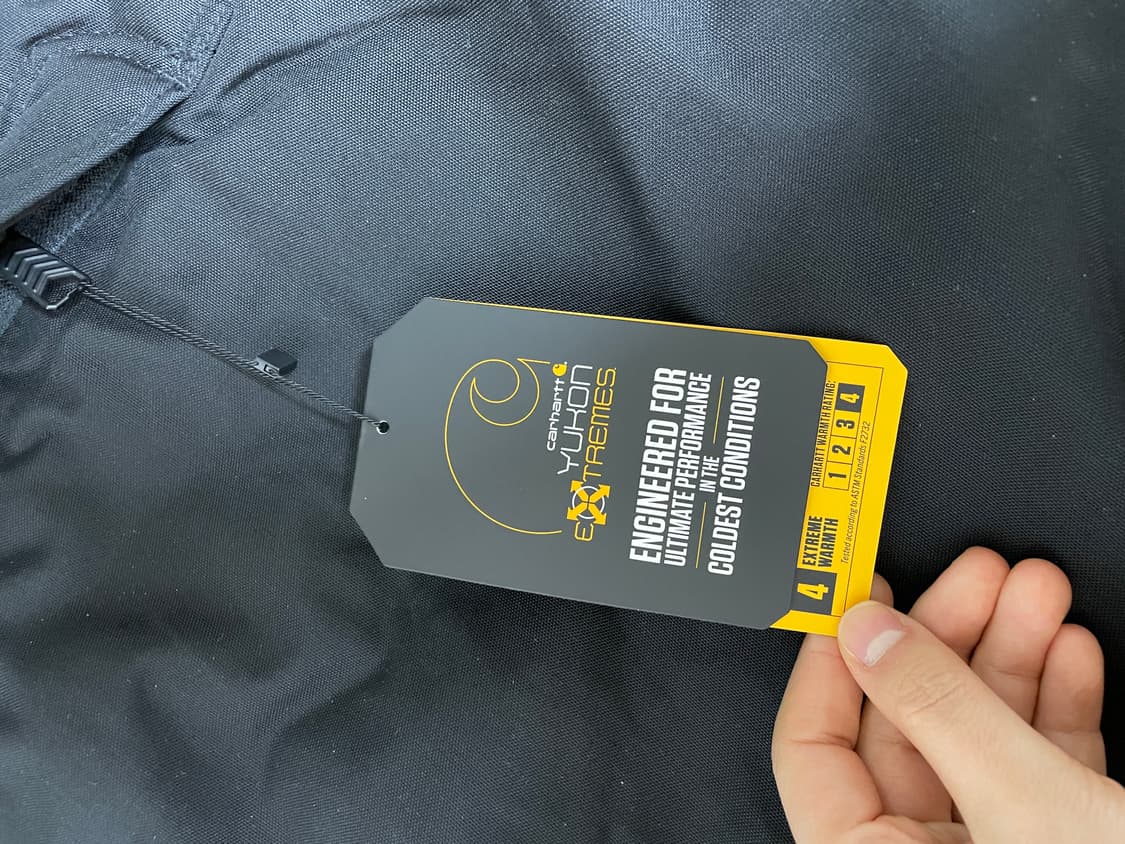 carhartt
YUKON
EXTREMES.
ENGINEERED FOR
ULTIMATE PERFORMANCE
IN THE
COLDEST CONDITIONS
4 EXTREME
WARMTH
CARHARTT WARMTH RATING:
1 2 3 4
Tested according to ASTM Standards F2732